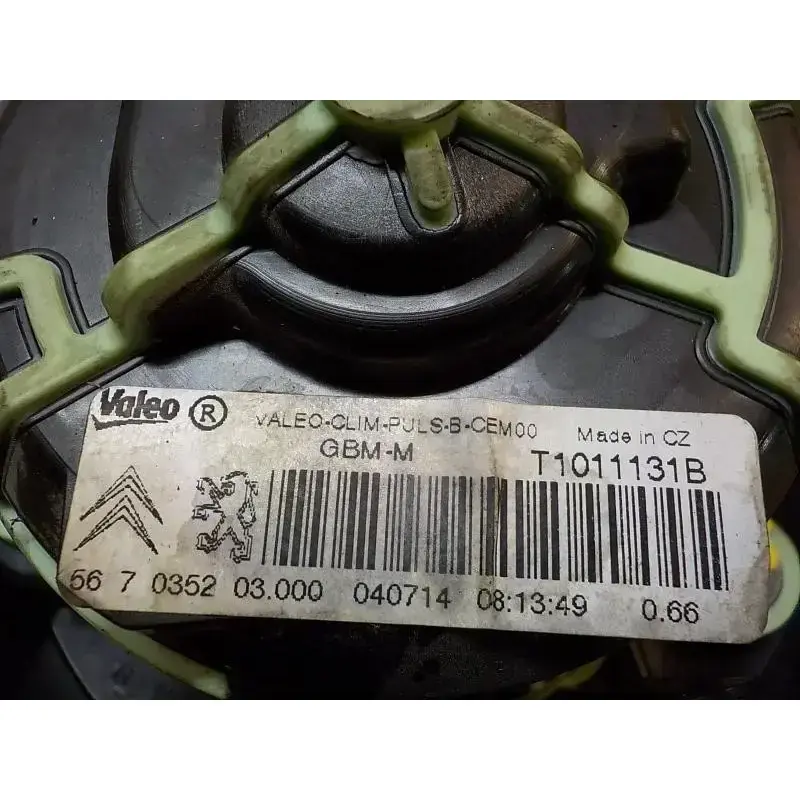 Valeo ® VALEO-CLIM-PULS-B-CEM00 Made in CZ
GBM-M T1011131B
56 7 0352 03.000 040714 08:13:49 0.66